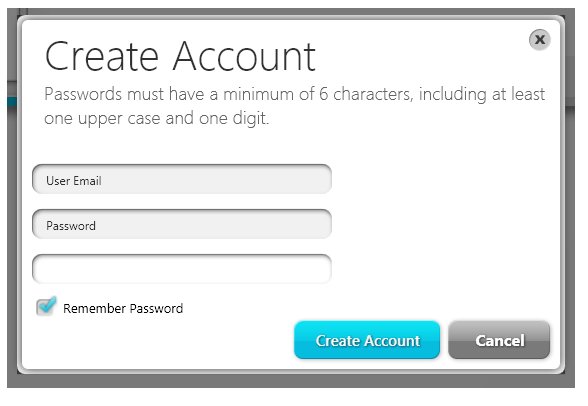 Create Account
Passwords must have a minimum of 6 characters, including at least
one upper case and one digit.
User Email
Password
Remember Password
Create Account
Cancel